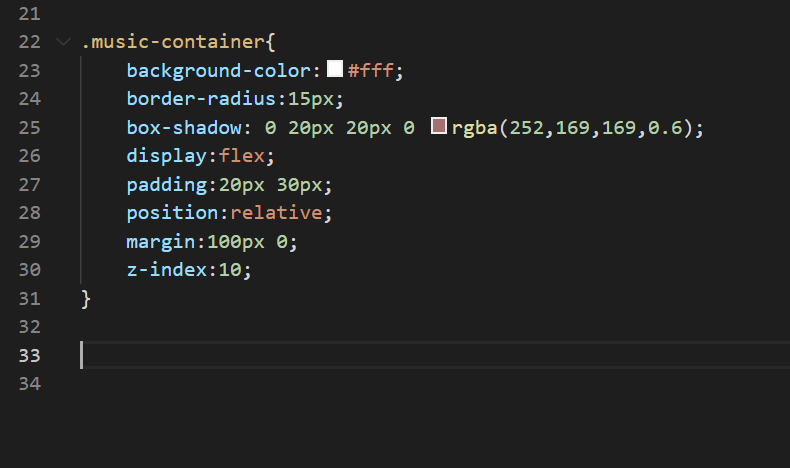 21
22 .music-container{
23 background-color: #fff;
24 border-radius:15px;
25 box-shadow: 0 20px 20px 0 rgba(252,169,169,0.6);
26 display:flex;
27 padding:20px 30px;
28 position:relative;
29 margin:100px 0;
30 z-index:10;
31 }
32
33
34